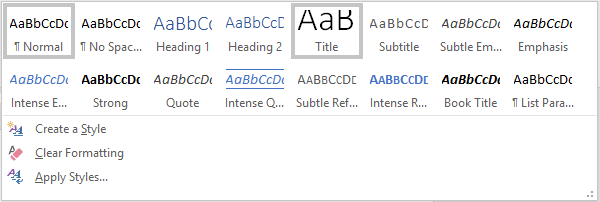 AaBbCcDc AaBbCcDc AaBbCc AaBbCcD AaB AaBbCcD AaBbCcDc AaBbCcDc
¶ Normal ¶ No Spac... Heading 1 Heading 2 Title Subtitle Subtle Em... Emphasis
AaBbCcDc AaBbCcDc AaBbCcDc AaBbCcDc AABBCCDD AABBCCDD AaBbCcDc AaBbCcDc
Intense E... Strong Quote Intense Q... Subtle Ref... Intense R... Book Title ¶ List Para...
Create a Style
Clear Formatting
Apply Styles...